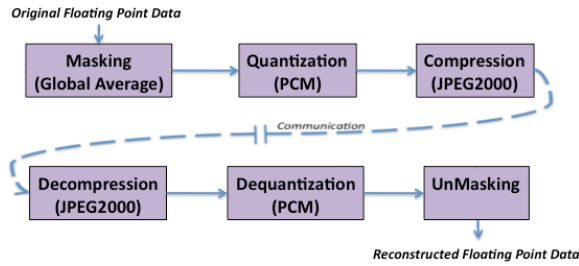 Original Floating Point Data
Masking
(Global Average)
Quantization
(PCM)
Compression
(JPEG2000)
Communication
Decompression
(JPEG2000)
Dequantization
(PCM)
UnMasking
Reconstructed Floating Point Data